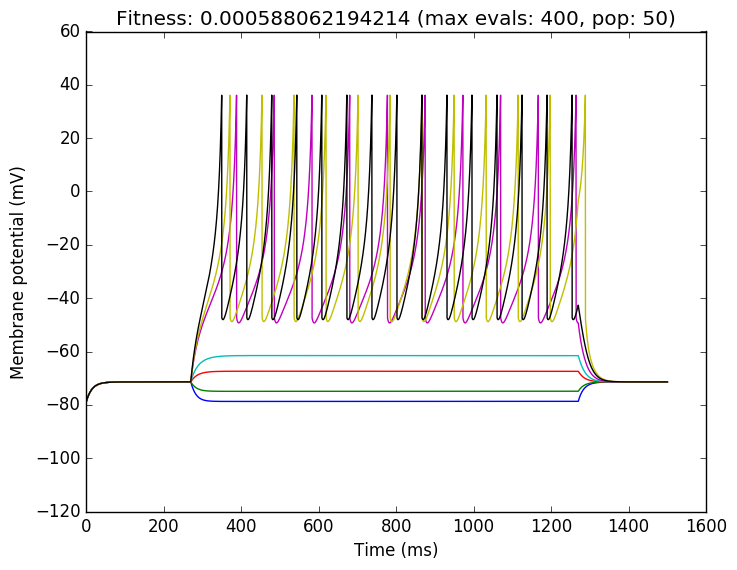 Fitness: 0.000588062194214 (max evals: 400, pop: 50)
60
40
20
0
−20
−40
−60
−80
−100
−120
Membrane potential (mV)
0 200 400 600 800 1000 1200 1400 1600
Time (ms)